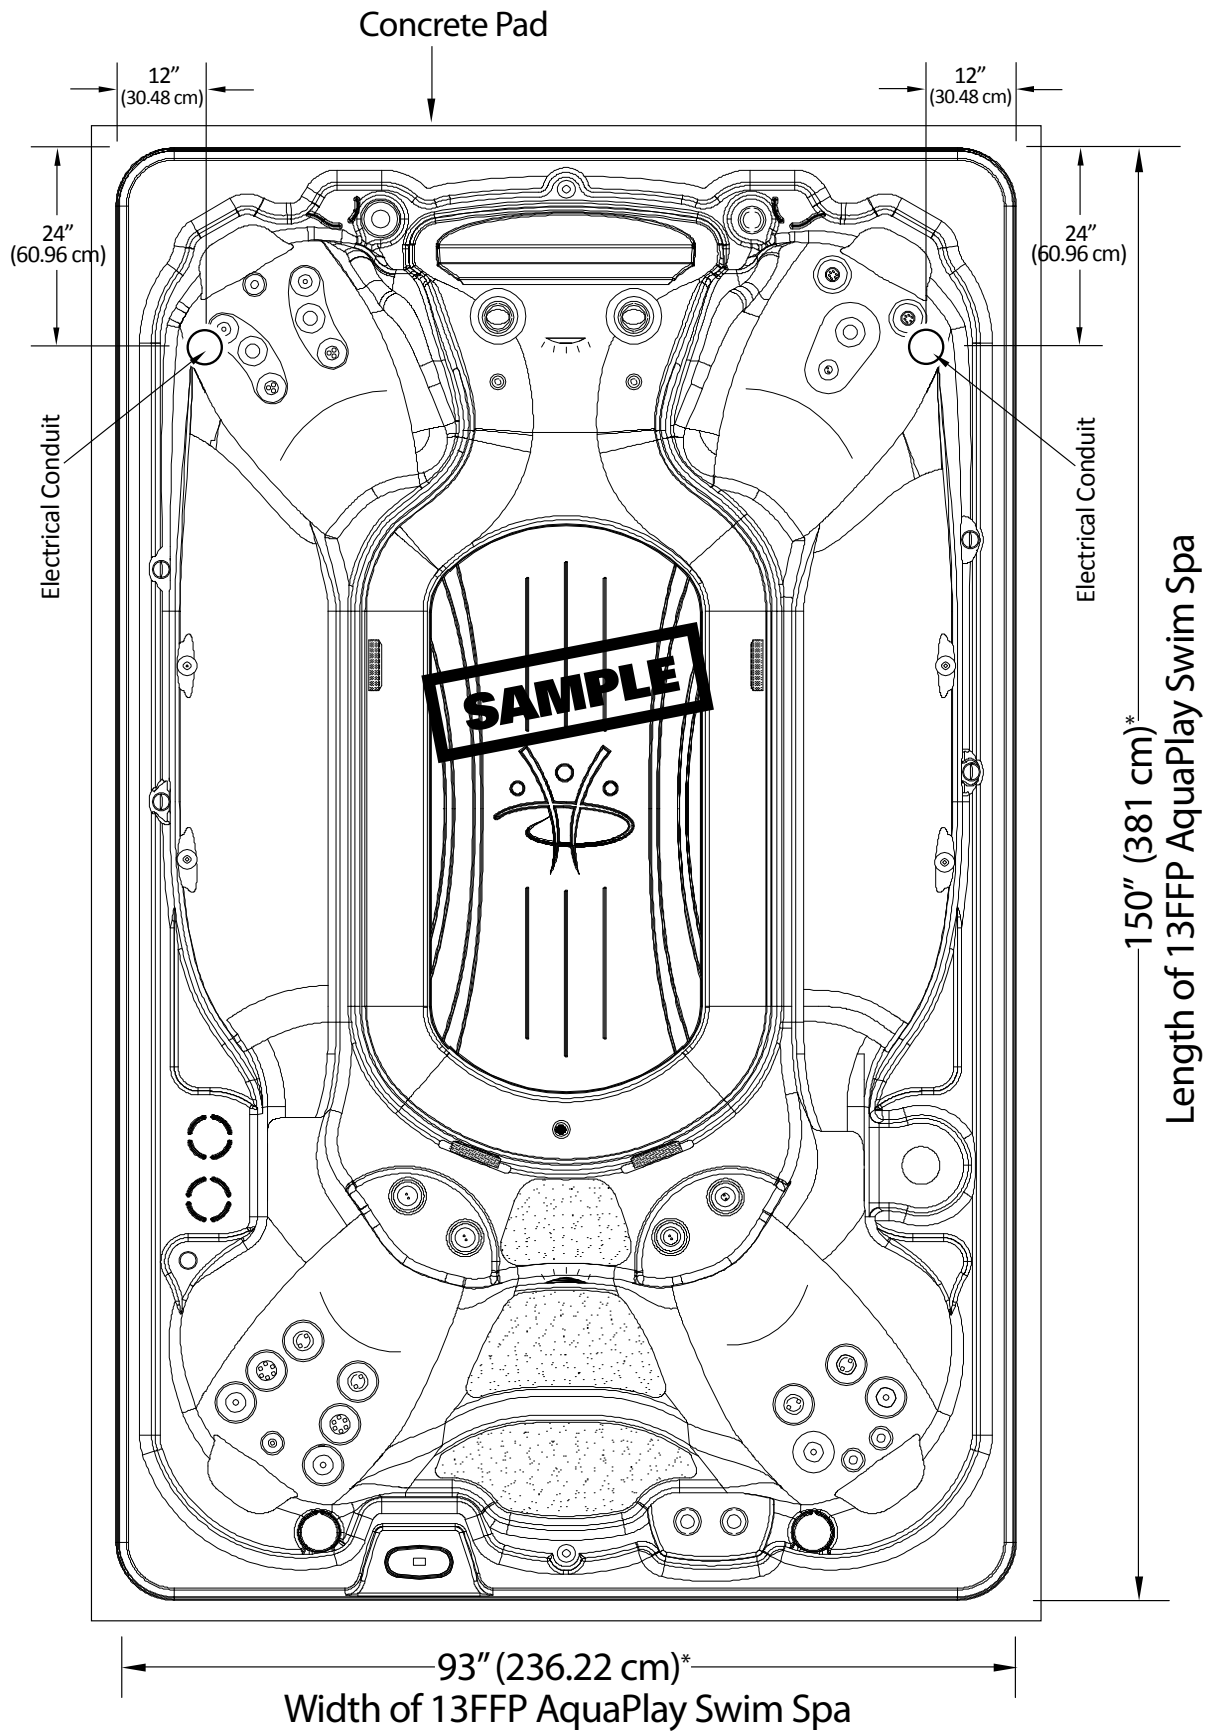 Concrete Pad
12”
(30.48 cm)
12”
(30.48 cm)
24”
(60.96 cm)
24”
(60.96 cm)
Electrical Conduit
Electrical Conduit
SAMPLE
150” (381 cm)*
Length of 13FFP AquaPlay Swim Spa
93” (236.22 cm)*
Width of 13FFP AquaPlay Swim Spa